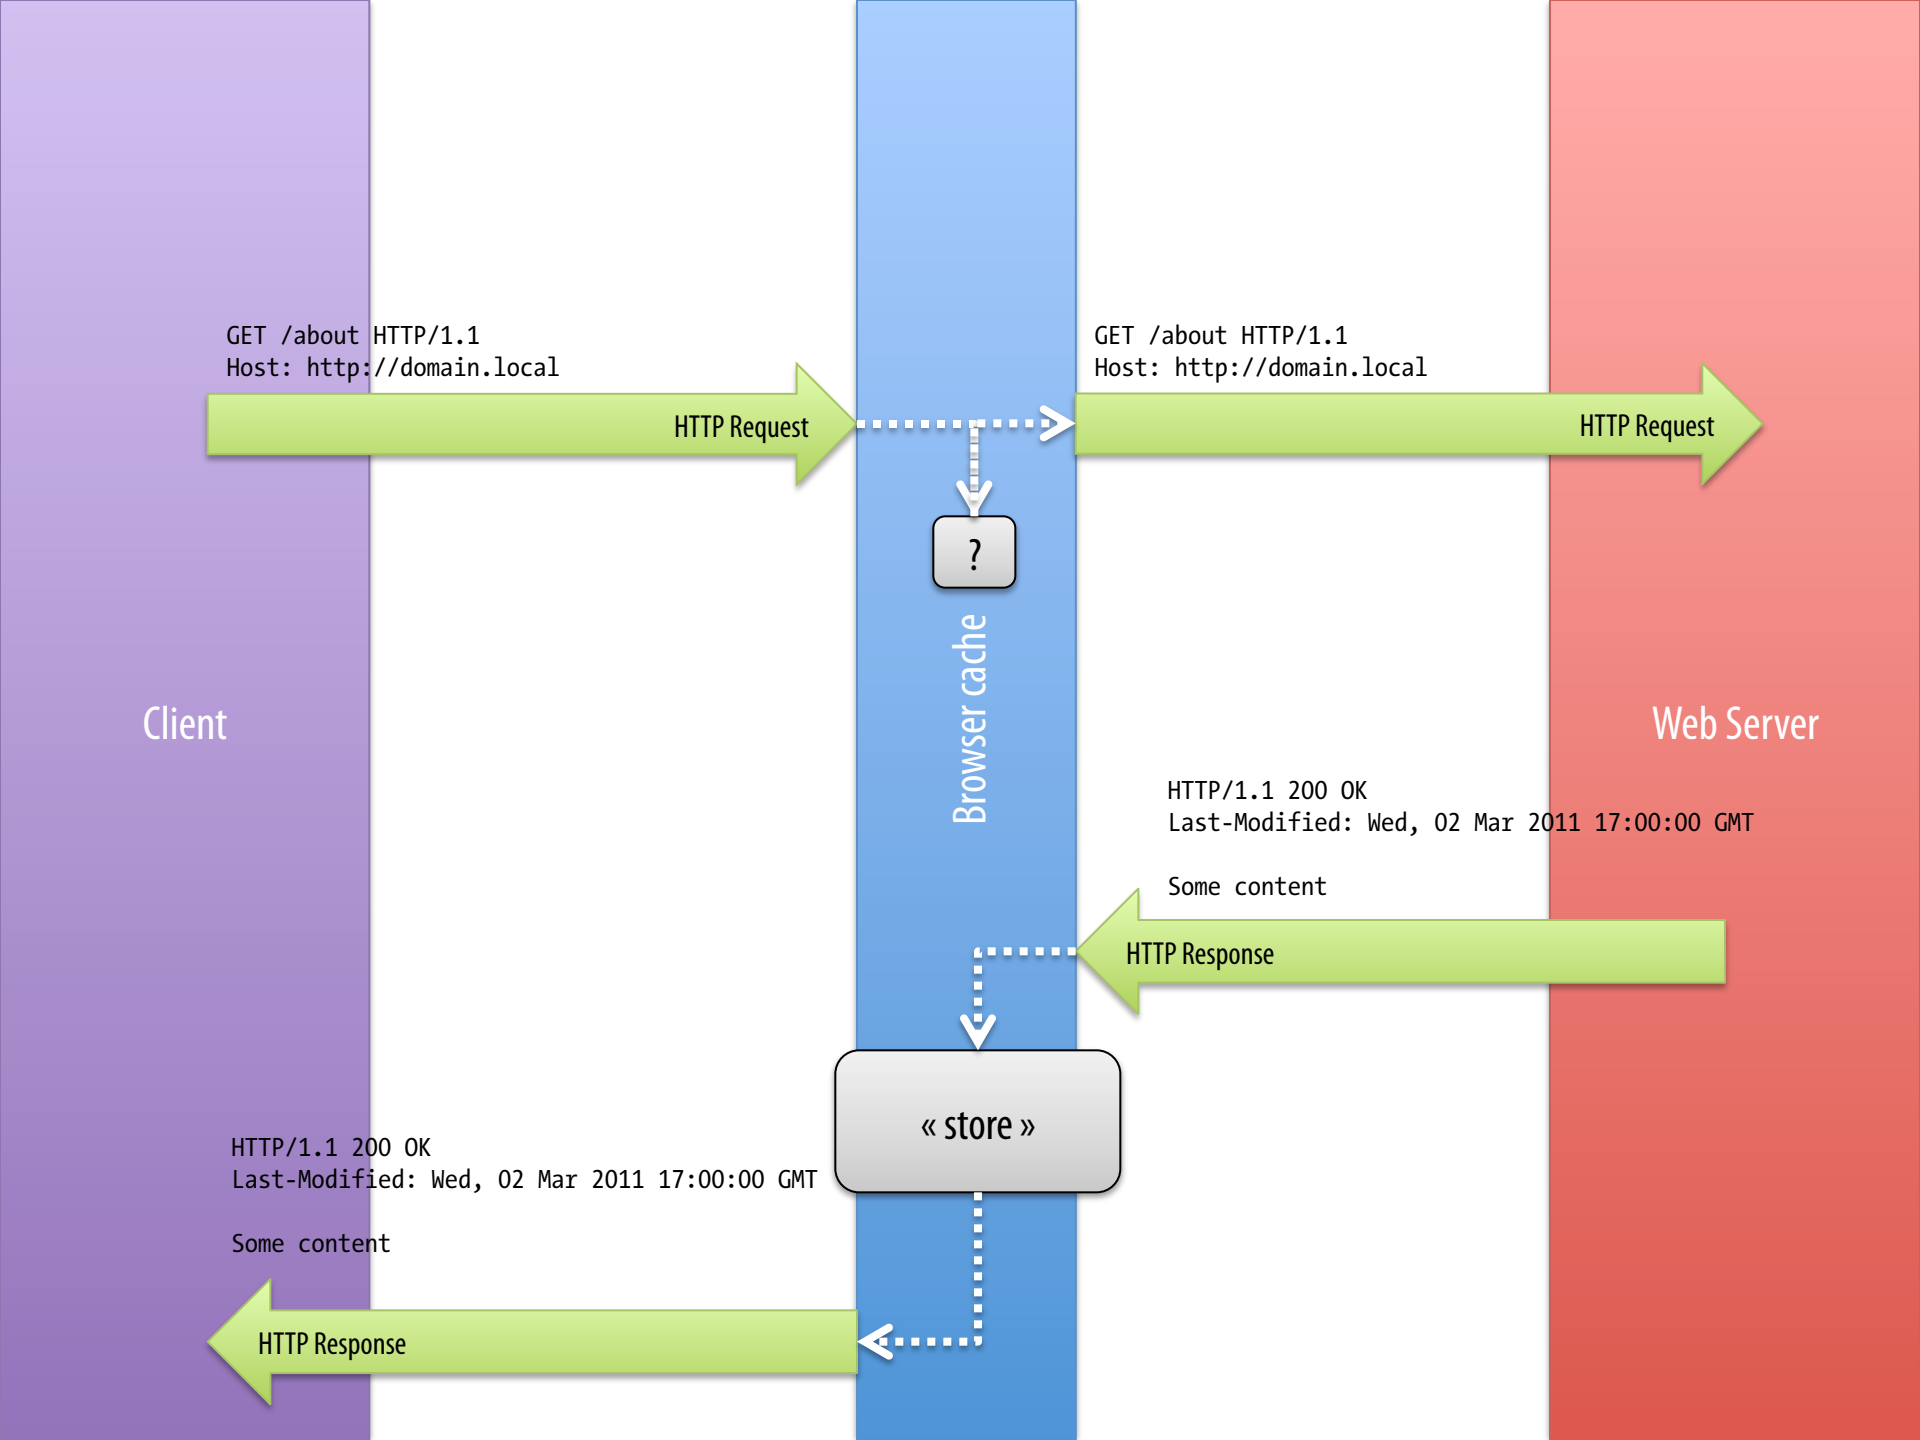 GET /about HTTP/1.1
Host: http://domain.local
HTTP Request
GET /about HTTP/1.1
Host: http://domain.local
HTTP Request
?
Browser cache
Client
Web Server
HTTP/1.1 200 OK
Last-Modified: Wed, 02 Mar 2011 17:00:00 GMT
Some content
HTTP Response
« store »
HTTP/1.1 200 OK
Last-Modified: Wed, 02 Mar 2011 17:00:00 GMT
Some content
HTTP Response